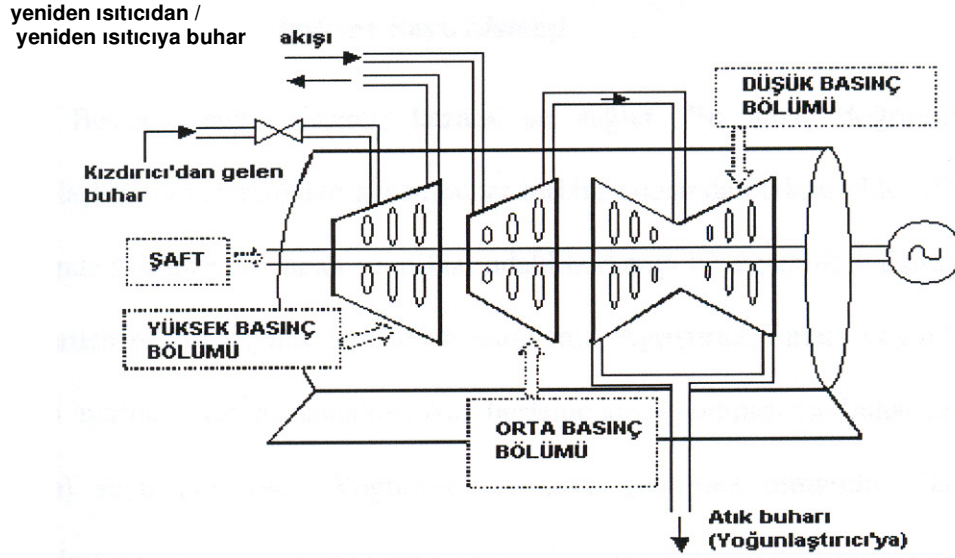 yeniden ısıtıcıdan /
yeniden ısıtıcıya buhar
akışı
DÜŞÜK BASINÇ
BÖLÜMÜ
Kızdırıcı'dan gelen
buhar
ŞAFT
YÜKSEK BASINÇ
BÖLÜMÜ
ORTA BASINÇ
BÖLÜMÜ
Atık buharı
(Yoğunlaştırıcı'ya)